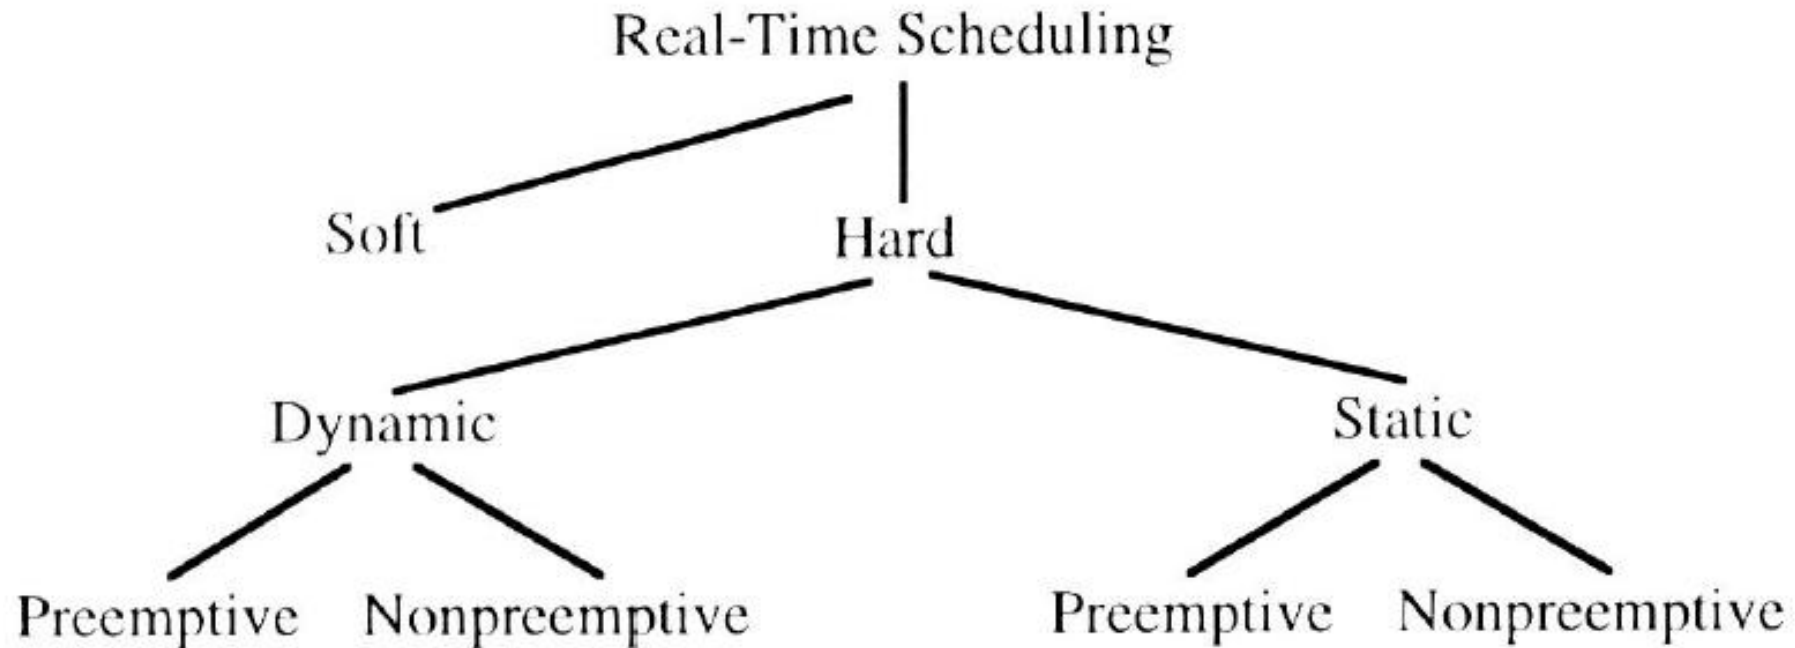 Real-Time Scheduling
Soft
Hard
Dynamic
Static
Preemptive Nonpreemptive Preemptive Nonpreemptive